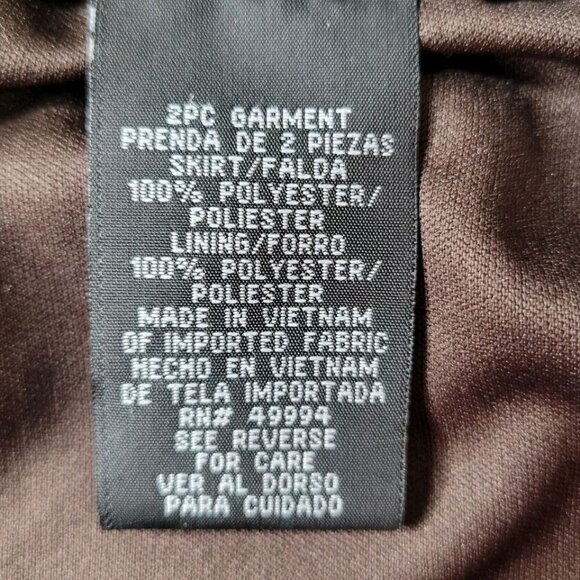 2PC GARMENT
PRENDA DE 2 PIEZAS
SKIRT/FALDA
100% POLYESTER/
POLIESTER
LINING/FORRO
100% POLYESTER/
POLIESTER
MADE IN VIETNAM
OF IMPORTED FABRIC
HECHO EN VIETNAM
DE TELA IMPORTADA
RN# 49994
SEE REVERSE
FOR CARE
VER AL DORSO
PARA CUIDADO